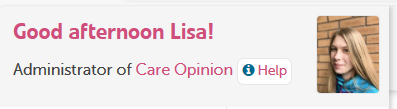 Good afternoon Lisa!
Administrator of Care Opinion Help